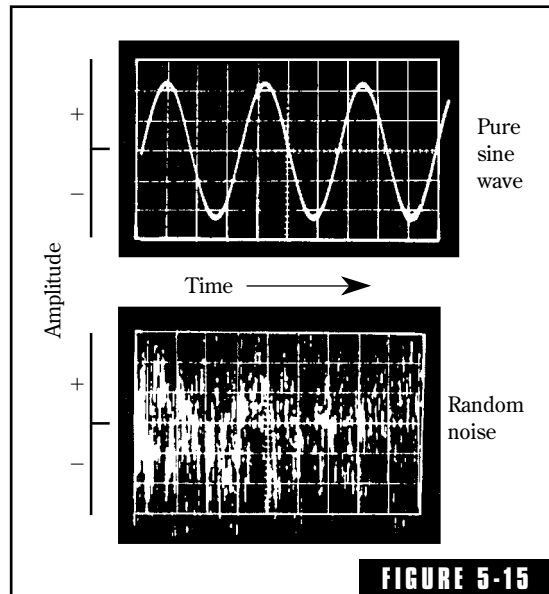 +
−
Pure
sine
wave
Amplitude
Time
+
−
Random
noise
FIGURE 5-15